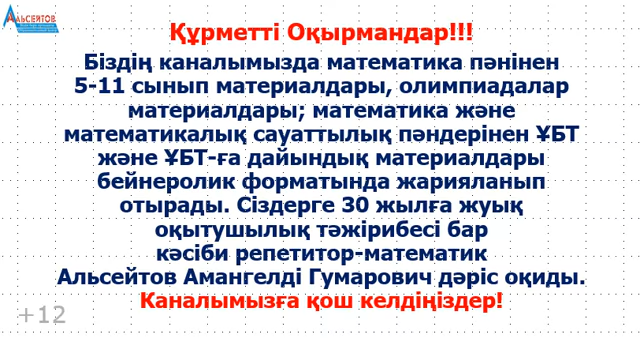 Альсейтов
Құрметті Оқырмандар!!!
Біздің каналымызда математика пәнінен
5-11 сынып материалдары, олимпиадалар
материалдары; математика және
математикалық сауаттылық пәндерінен ҰБТ
және ҰБТ-ға дайындық материалдары
бейнеролик форматында жарияланып
отырады. Сіздерге 30 жылға жуық
оқытушылық тәжірибесі бар
кәсіби репетитор-математик
Альсейтов Амангелді Гумарович дәріс оқиды.
Каналымызға қош келдіңіздер!
+12